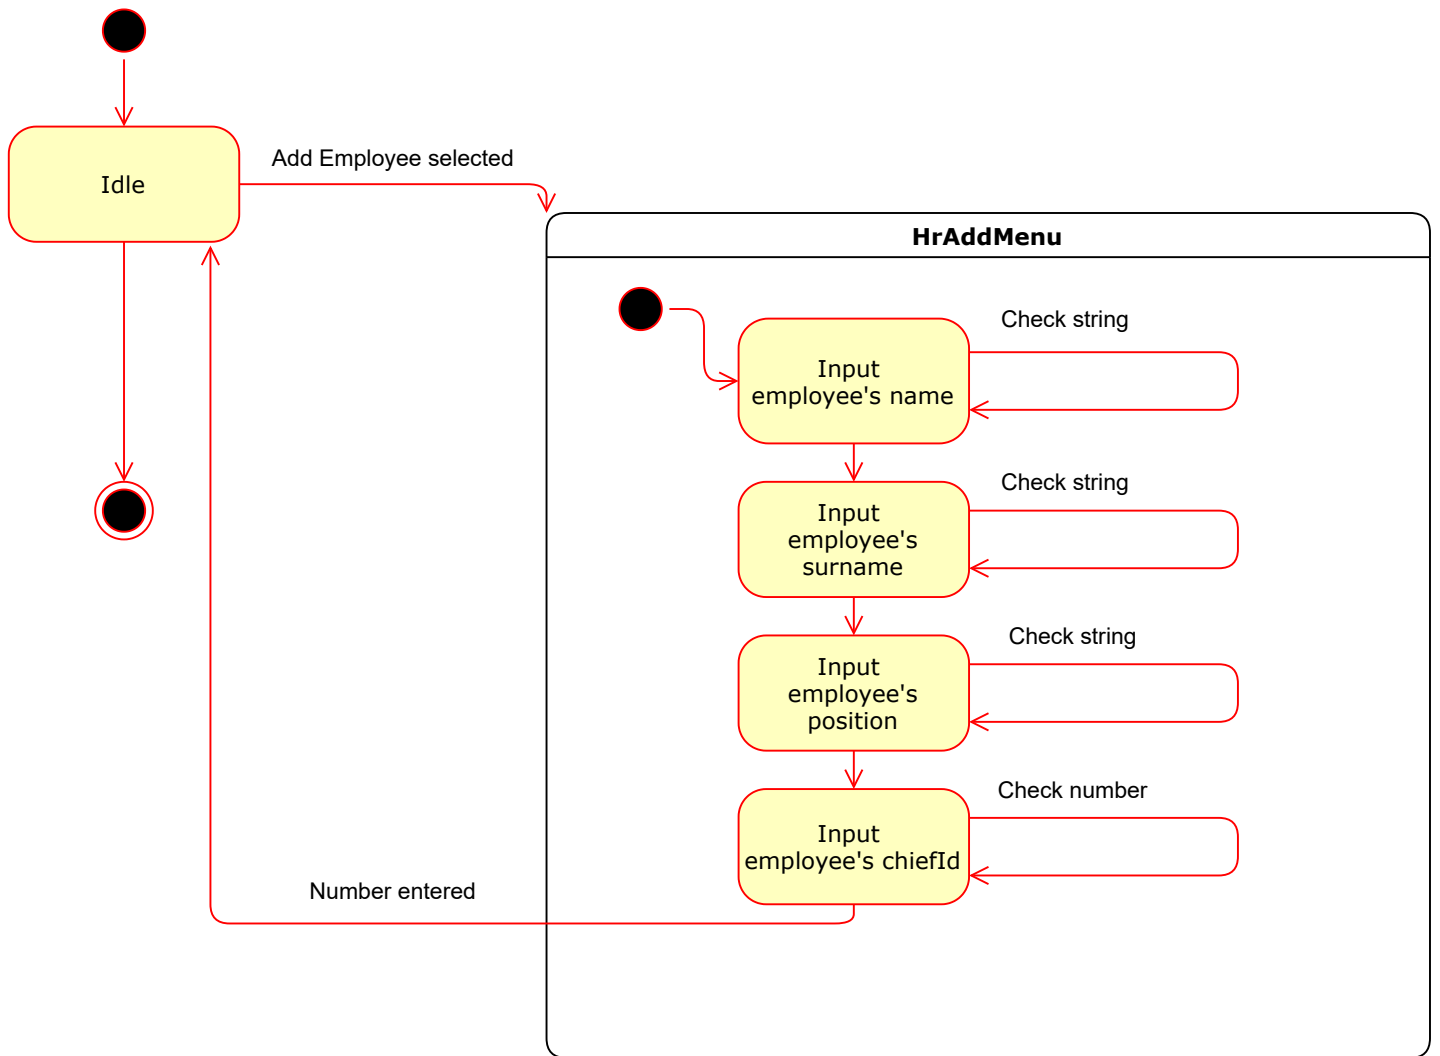 Idle
Add Employee selected
HrAddMenu
Input
employee's name
Check string
Input
employee's
surname
Check string
Input
employee's
position
Check string
Input
employee's chiefId
Check number
Number entered